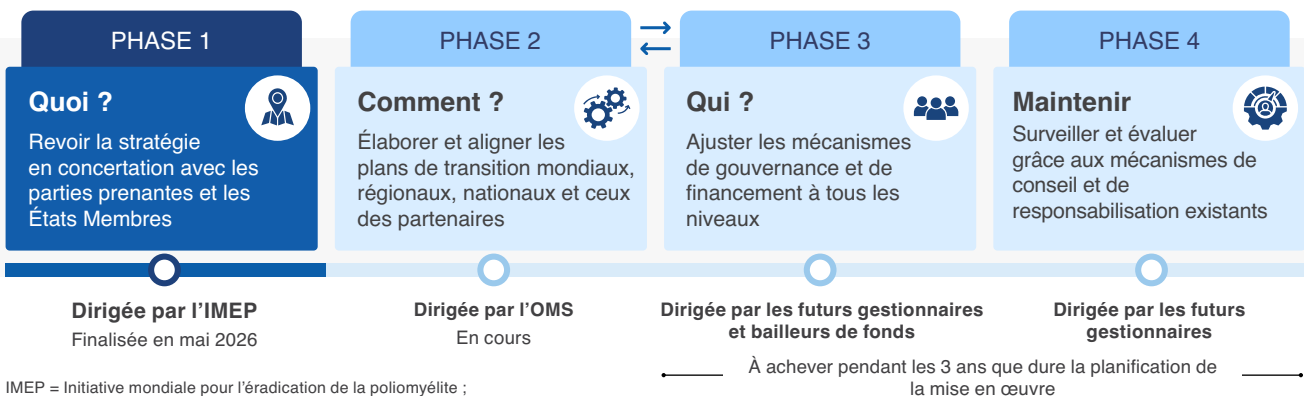 PHASE 1
Quoi ?
Revoir la stratégie
en concertation avec les
parties prenantes et les
États Membres
Dirigée par l'IMEP
Finalisée en mai 2026
PHASE 2
Comment ?
Élaborer et aligner les
plans de transition mondiaux,
régionaux, nationaux et ceux
des partenaires
Dirigée par l'OMS
En cours
PHASE 3
Qui ?
Ajuster les mécanismes
de gouvernance et de
financement à tous les
niveaux
Dirigée par les futurs gestionnaires
et bailleurs de fonds
PHASE 4
Maintenir
Surveiller et évaluer
grâce aux mécanismes de
conseil et de
responsabilisation existants
Dirigée par les futurs
gestionnaires
À achever pendant les 3 ans que dure la planification de
la mise en œuvre
IMEP = Initiative mondiale pour l'éradication de la poliomyélite ;